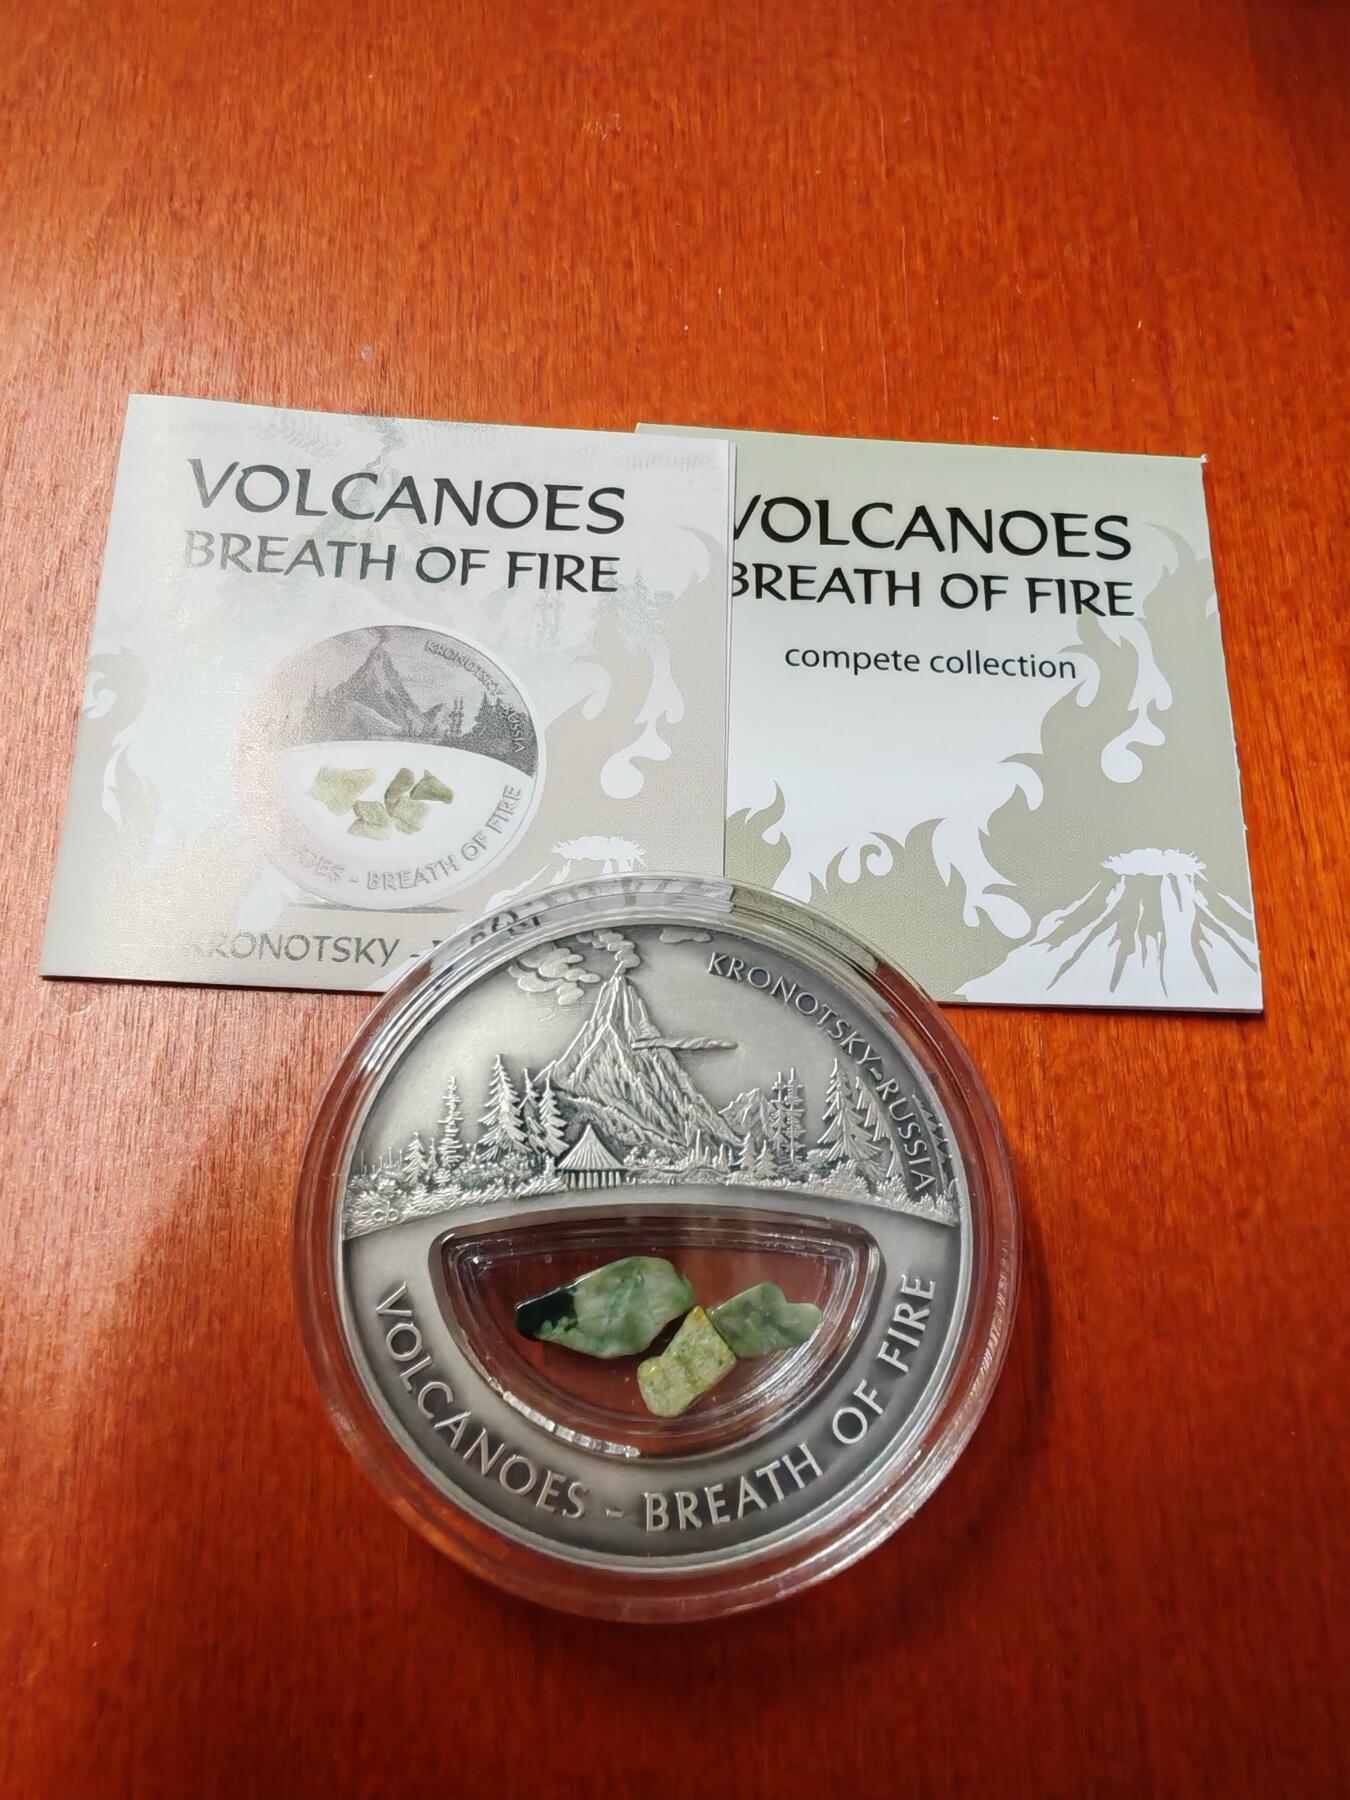 VOLCANOES
BREATH OF FIRE
KRONOTSKY - RUSSIA
- BREATH OF FIRE
KRONOTSKY -
VOLCANOES
BREATH OF FIRE
compete collection
KRONOTSKY-RUSSIA
VOLCANOES - BREATH OF FIRE